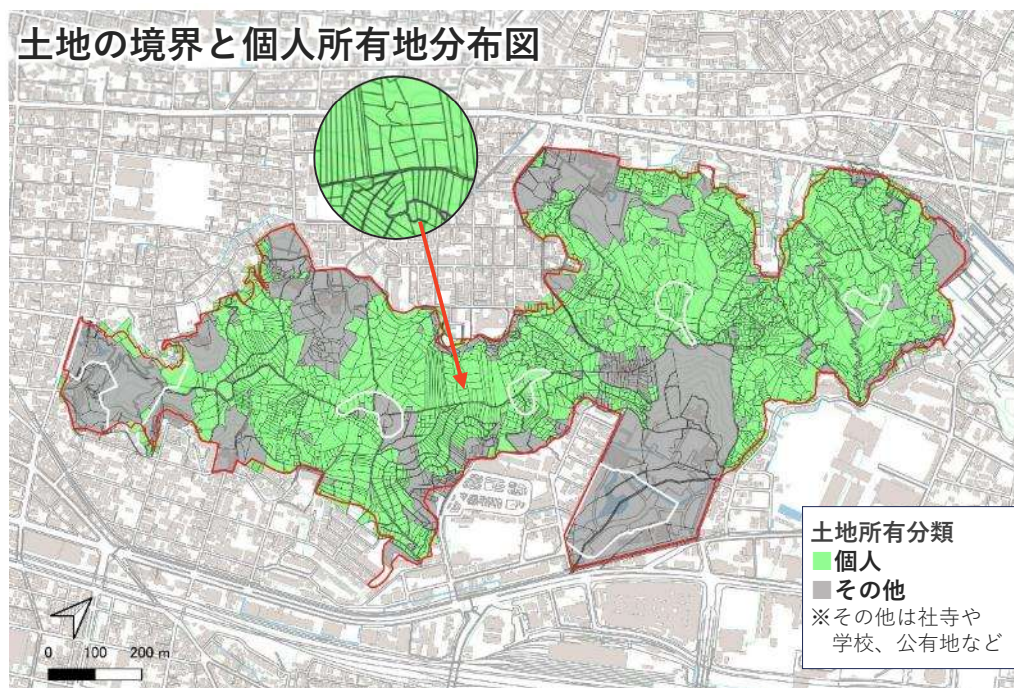 土地の境界と個人所有地分布図
土地所有分類
個人
その他
※その他は社寺や
学校、公有地など
0 100 200 m